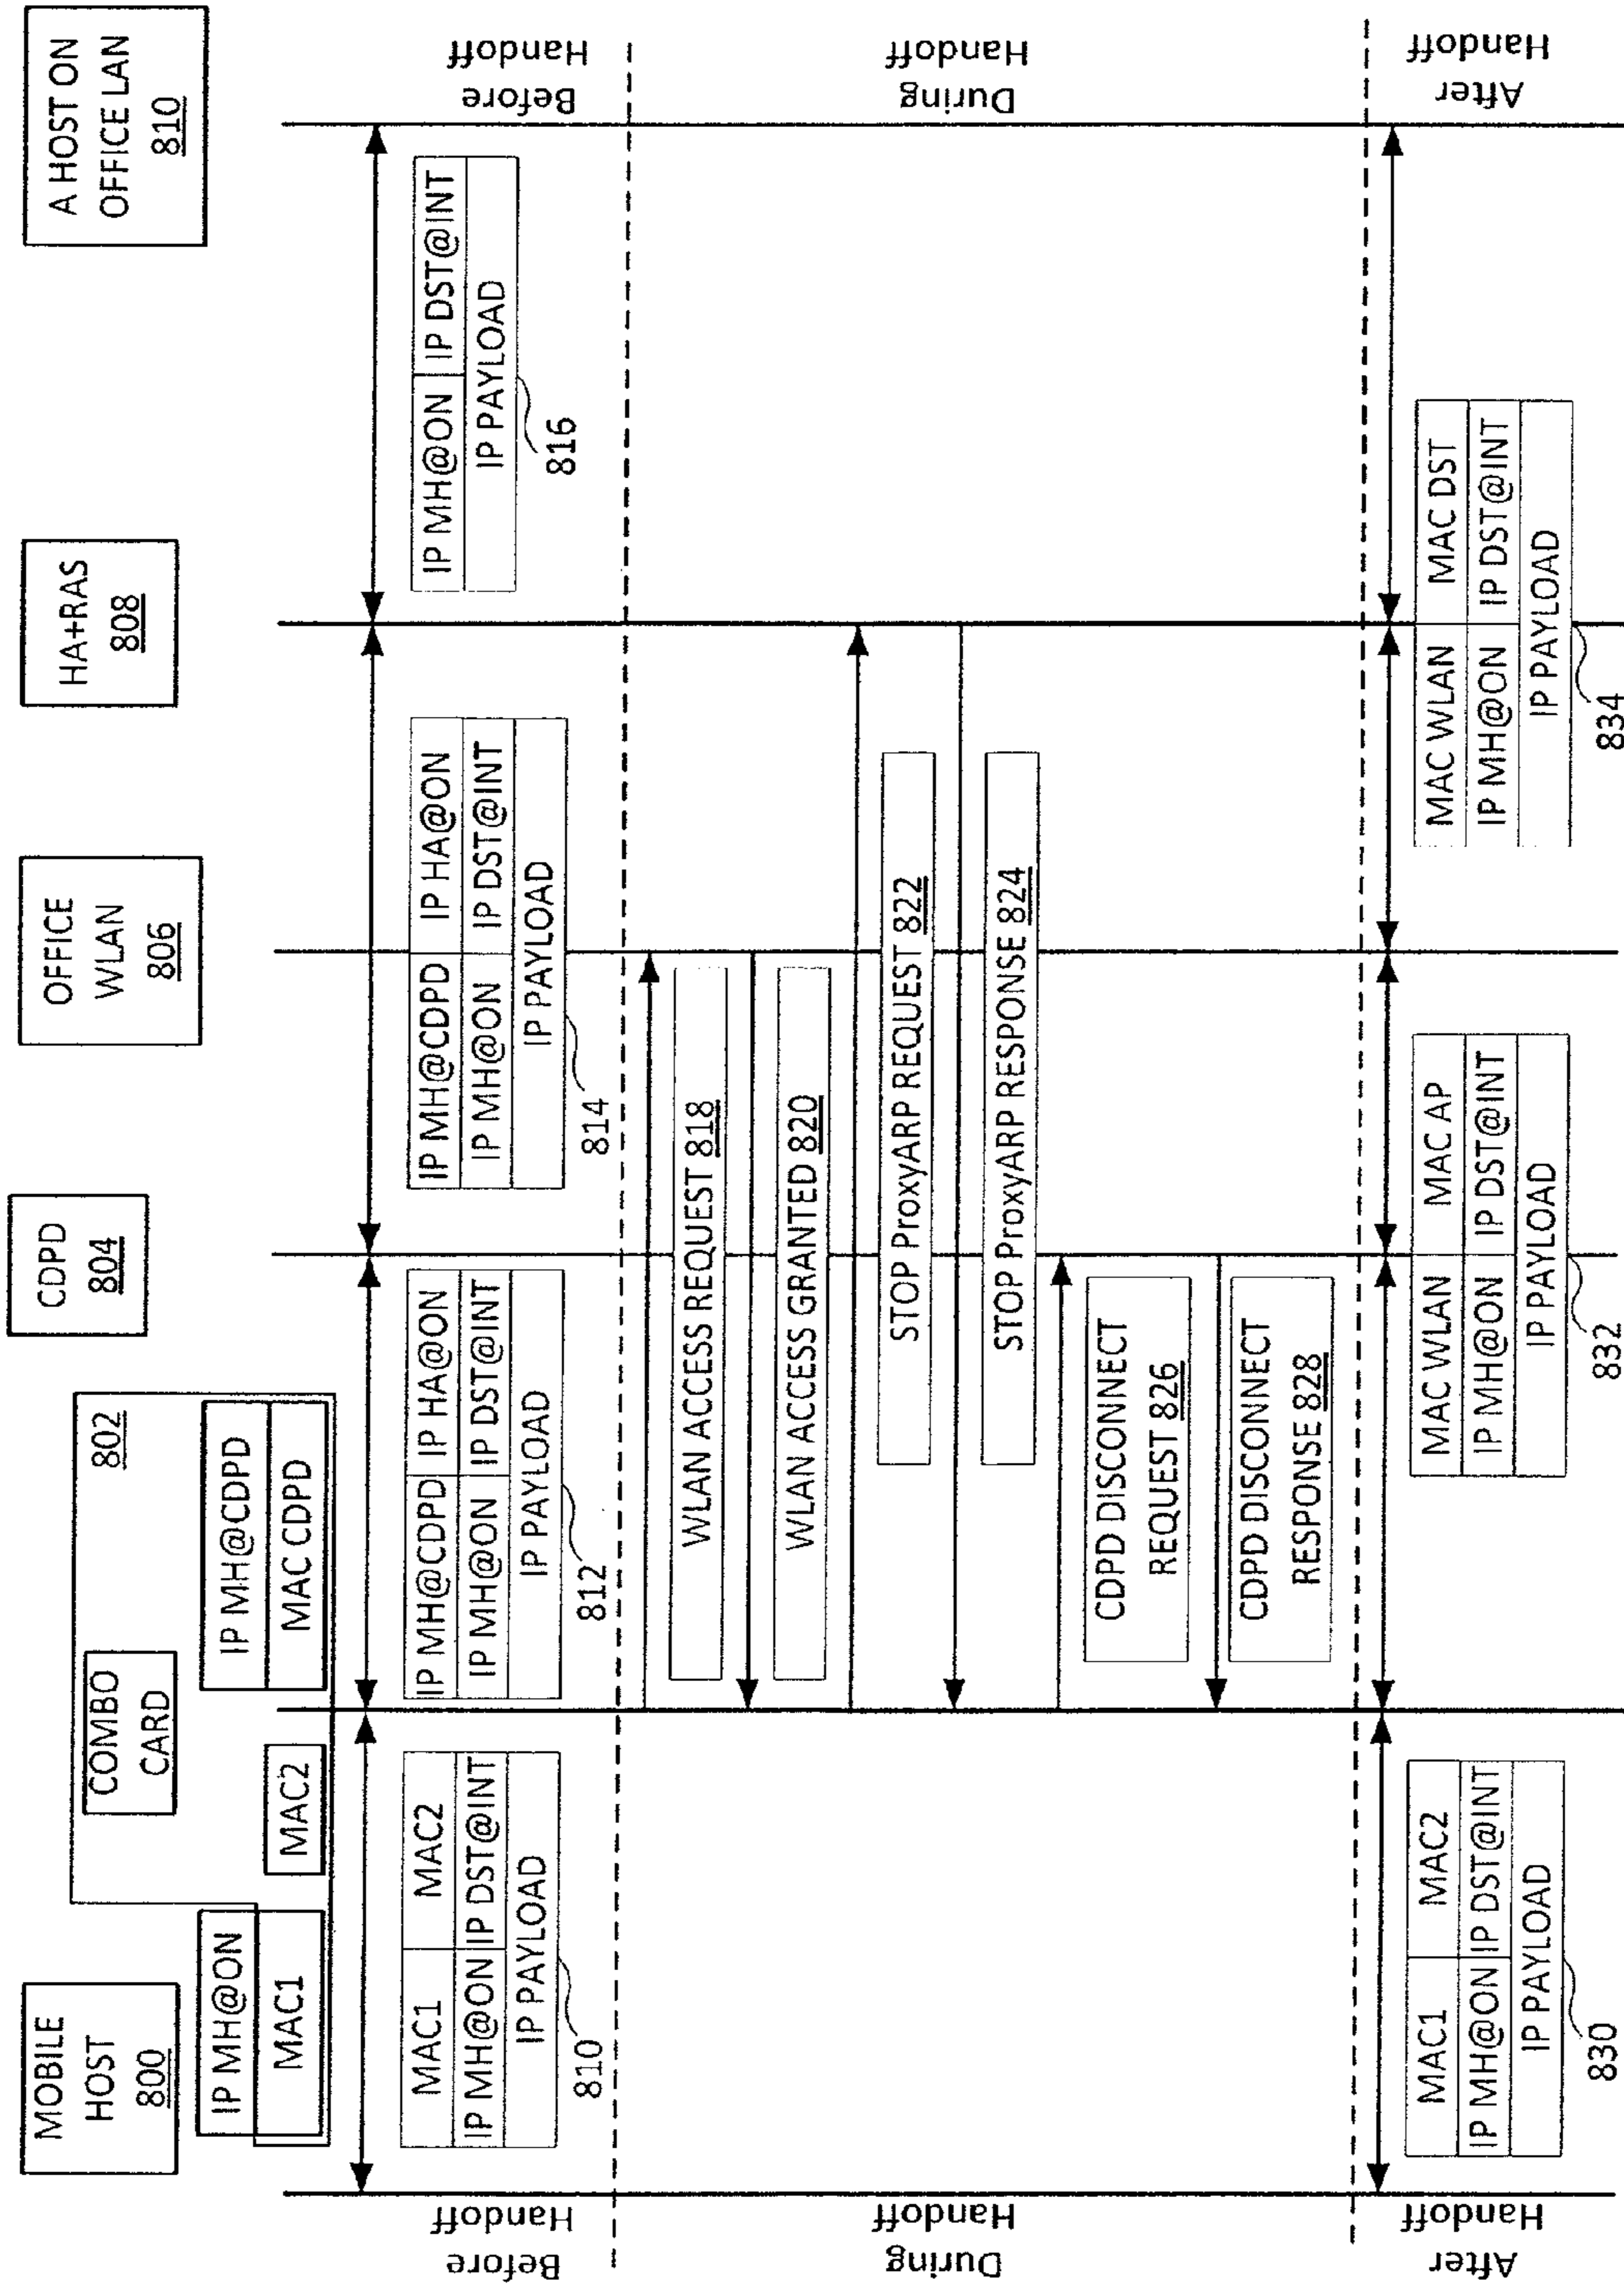 MOBILE
HOST
800
COMBO
CARD
802
CDPD
804
OFFICE
WLAN
806
HA+RAS
808
A HOST ON
OFFICE LAN
810
IP MH@ON
MAC1
MAC2
IP MH@CDPD
MAC CDPD
Before
Handoff
MAC1 MAC2
IP MH@ON IP DST@INT
IP PAYLOAD
810
IP MH@CDPD IP HA@ON
IP MH@ON IP DST@INT
IP PAYLOAD
812
IP MH@CDPD IP HA@ON
IP MH@ON IP DST@INT
IP PAYLOAD
814
IP MH@ON IP DST@INT
IP PAYLOAD
816
Before
Handoff
During
Handoff
WLAN ACCESS REQUEST 818
WLAN ACCESS GRANTED 820
STOP ProxyARP REQUEST 822
STOP ProxyARP RESPONSE 824
CDPD DISCONNECT
REQUEST 826
CDPD DISCONNECT
RESPONSE 828
During
Handoff
After
Handoff
MAC1 MAC2
IP MH@ON IP DST@INT
IP PAYLOAD
830
MAC WLAN MAC AP
IP MH@ON IP DST@INT
IP PAYLOAD
832
MAC WLAN MAC DST
IP MH@ON IP DST@INT
IP PAYLOAD
834
After
Handoff